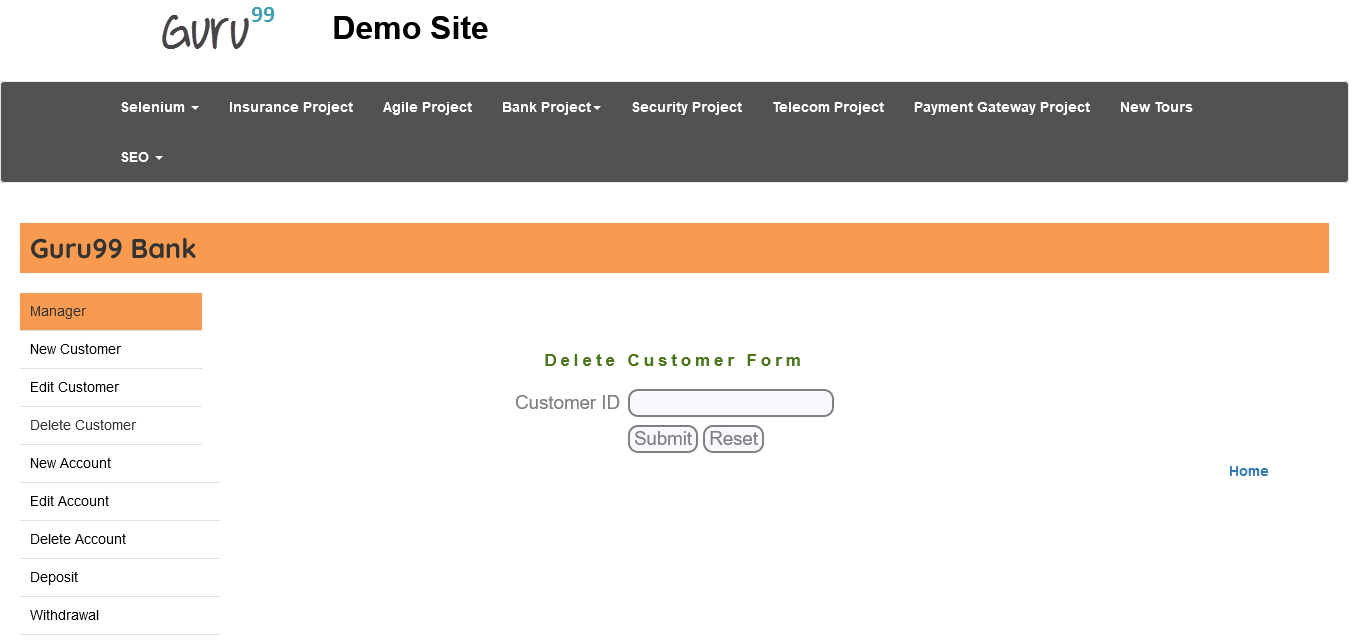 Guru99 Demo Site
Selenium Insurance Project Agile Project Bank Project Security Project Telecom Project Payment Gateway Project New Tours
SEO
Guru99 Bank
Manager
New Customer
Edit Customer
Delete Customer
New Account
Edit Account
Delete Account
Deposit
Withdrawal
Delete Customer Form
Customer ID
Submit Reset
Home